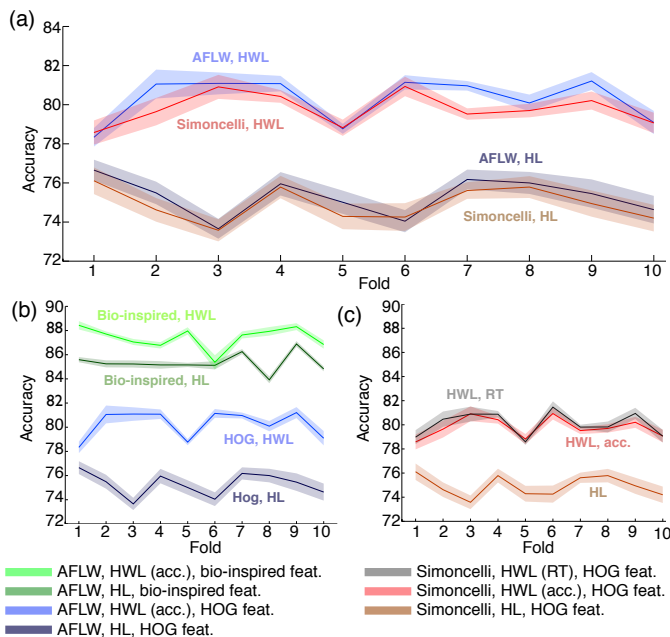 (a)
84
82
80
78
76
74
72
Accuracy
AFLW, HWL
Simoncelli, HWL
AFLW, HL
Simoncelli, HL
1 2 3 4 5 6 7 8 9 10
Fold
(b)
90
88
86
84
82
80
78
76
74
72
Accuracy
Bio-inspired, HWL
Bio-inspired, HL
HOG, HWL
Hog, HL
1 2 3 4 5 6 7 8 9 10
Fold
(c)
90
88
86
84
82
80
78
76
74
72
Accuracy
HWL, RT
HWL, acc.
HL
1 2 3 4 5 6 7 8 9 10
Fold
AFLW, HWL (acc.), bio-inspired feat.
AFLW, HL, bio-inspired feat.
AFLW, HWL (acc.), HOG feat.
AFLW, HL, HOG feat.
Simoncelli, HWL (RT), HOG feat.
Simoncelli, HWL (acc.), HOG feat.
Simoncelli, HL, HOG feat.